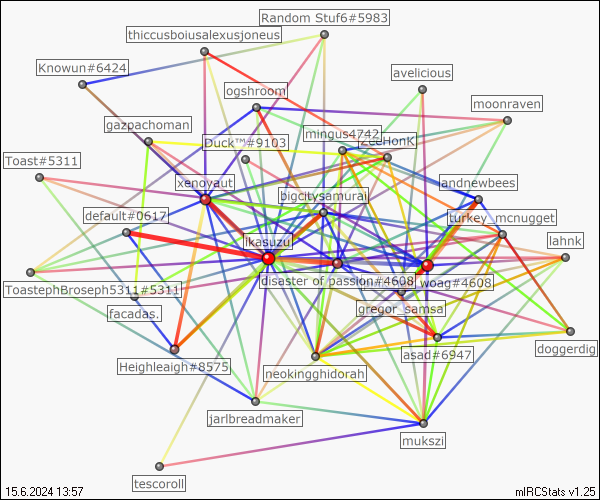 Random Stuf6#5983
thiccusboiusalexusjoneus
Knowun#6424
avelicious
ogshroom
moonraven
gazpachoman
mingus4742
ZeeHonk
Duck™#9103
Toast#5311
xenoyaut
andnewbees
bigcitysamurai
default#0617
turkey_mcnugget
ikasuzu
lahnk
disaster of passion#4608
woag#4608
ToastephBroseph5311#5311
facadas.
gregor_samsa
doggerdig
asad#6947
Heighleigh#8575
neokingghidorah
jarlbreadmaker
mukszi
tescoroll
15.6.2024 13:57
mIRCStats v1.25